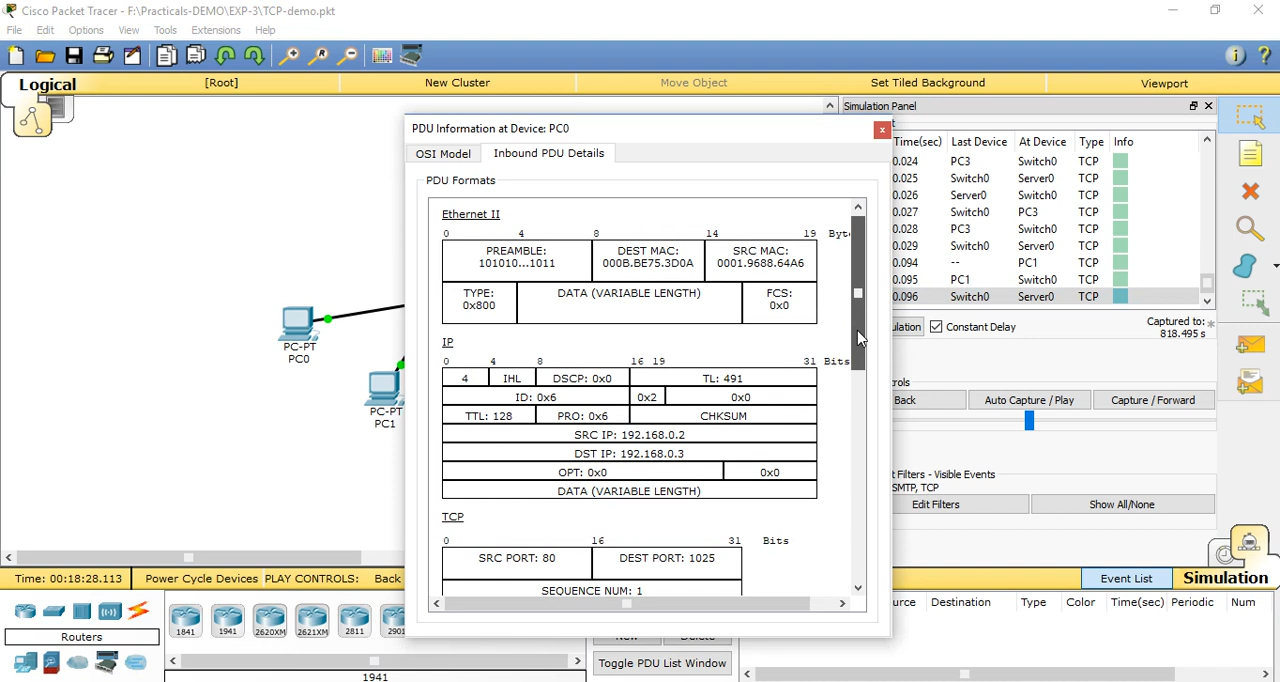 Cisco Packet Tracer - F:\Practicals-DEMO\EXP-3\TCP-demo.pkt
File Edit Options View Tools Extensions Help
Logical
[Root]
New Cluster
Move Object
Set Tiled Background
Viewport
PC-PT
PC0
PC-PT
PC1
PDU Information at Device: PC0
OSI Model
Inbound PDU Details
PDU Formats
Ethernet II
0 4 8 14 19 Byt
PREAMBLE: DEST MAC: SRC MAC:
101010...1011 000B.BE75.3D0A 0001.9688.64A6
TYPE: DATA (VARIABLE LENGTH) FCS:
0x800 0x0
IP
0 4 8 16 19 31 Bits
4 IHL DSCP: 0x0 TL: 491
ID: 0x6 0x2 0x0
TTL: 128 PRO: 0x6 CHKSUM
SRC IP: 192.168.0.2
DST IP: 192.168.0.3
OPT: 0x0 0x0
DATA (VARIABLE LENGTH)
TCP
0 16 31 Bits
SRC PORT: 80 DEST PORT: 1025
SEQUENCE NUM: 1
Simulation Panel
Time(sec) Last Device At Device Type Info
0.024 PC3 Switch0 TCP
0.025 Switch0 Server0 TCP
0.026 Server0 Switch0 TCP
0.027 Switch0 PC3 TCP
0.028 PC3 Switch0 TCP
0.029 Switch0 Server0 TCP
0.094 -- PC1 TCP
0.095 PC1 Switch0 TCP
0.096 Switch0 Server0 TCP
ulation
Constant Delay
Captured to:
818.495 s
rols
Back
Auto Capture / Play
Capture / Forward
t Filters - Visible Events
SMTP, TCP
Edit Filters
Show All/None
Time: 00:18:28.113 Power Cycle Devices PLAY CONTROLS: Back
Event List
Simulation
Routers
1841 1941 2620XM 2621XM 2811 2901
1941
New
Delete
Toggle PDU List Window
urce Destination Type Color Time(sec) Periodic Num